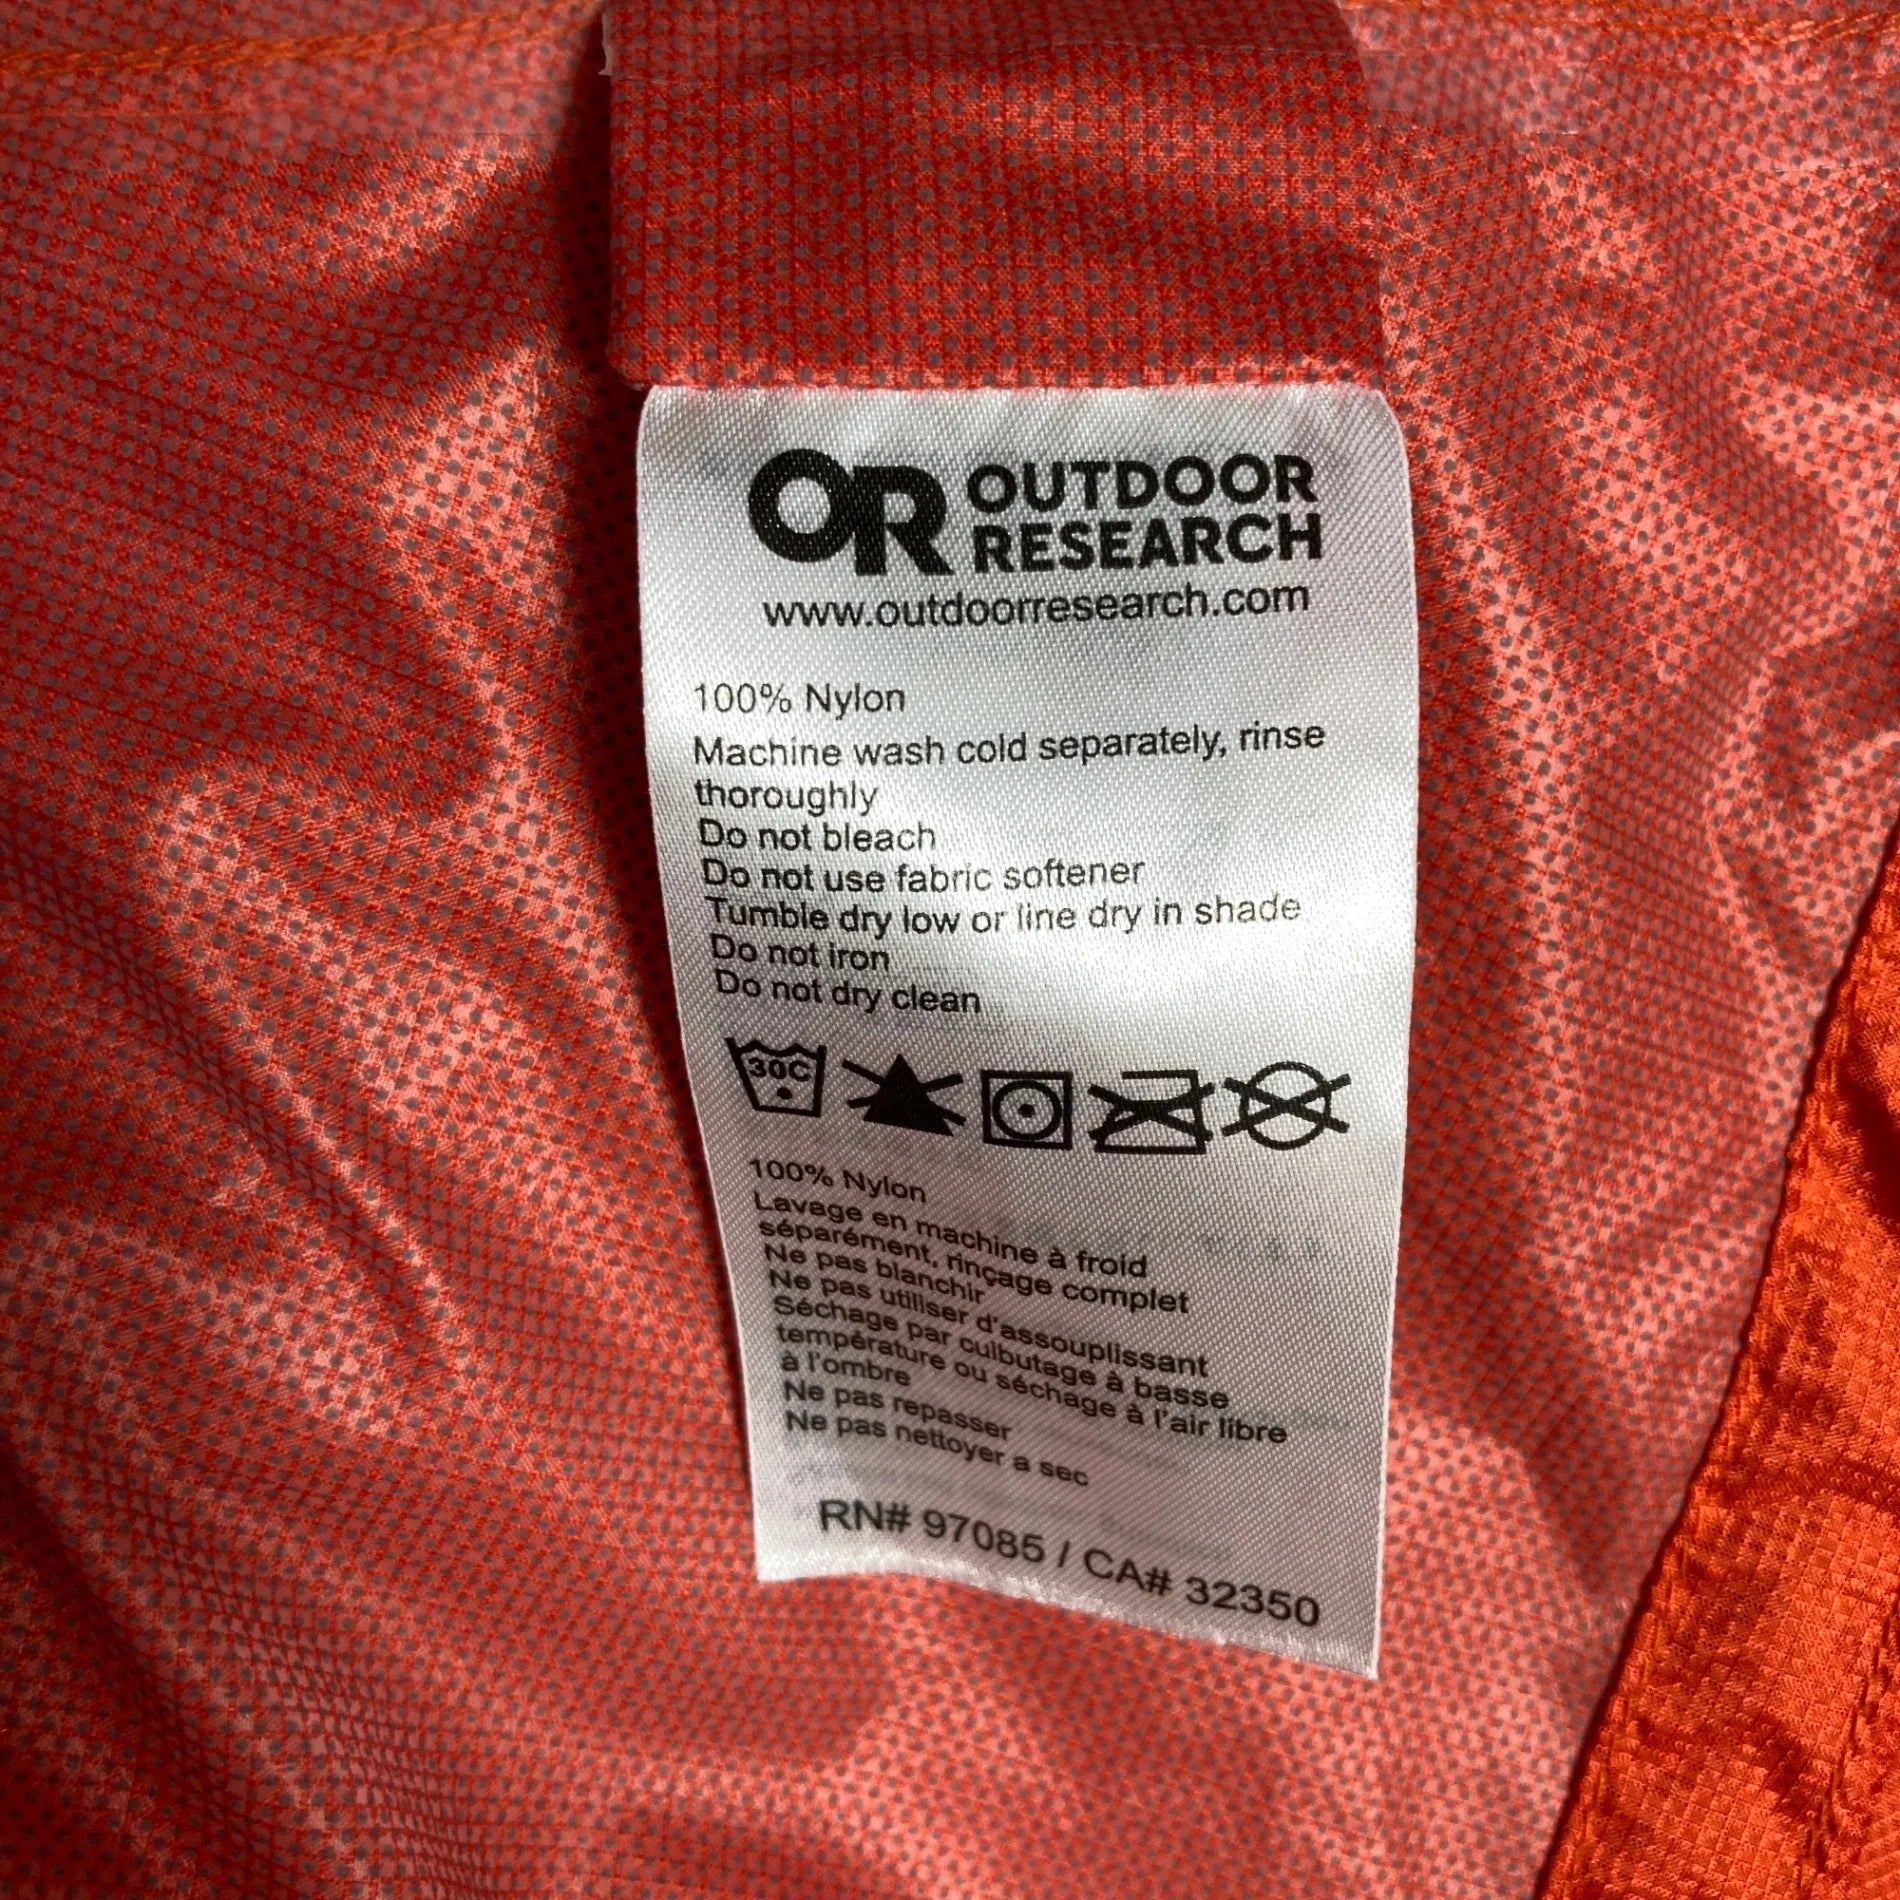 OR OUTDOOR
RESEARCH
www.outdoorresearch.com
100% Nylon
Machine wash cold separately, rinse
thoroughly
Do not bleach
Do not use fabric softener
Tumble dry low or line dry in shade
Do not iron
Do not dry clean
30C
100% Nylon
Lavage en machine à froid
séparément, rinçage complet
Ne pas blanchir
Ne pas utiliser d'assouplissant
Séchage par culbutage à basse
température ou séchage à l'air libre
à l'ombre
Ne pas repasser
Ne pas nettoyer a sec
RN# 97085 / CA# 32350